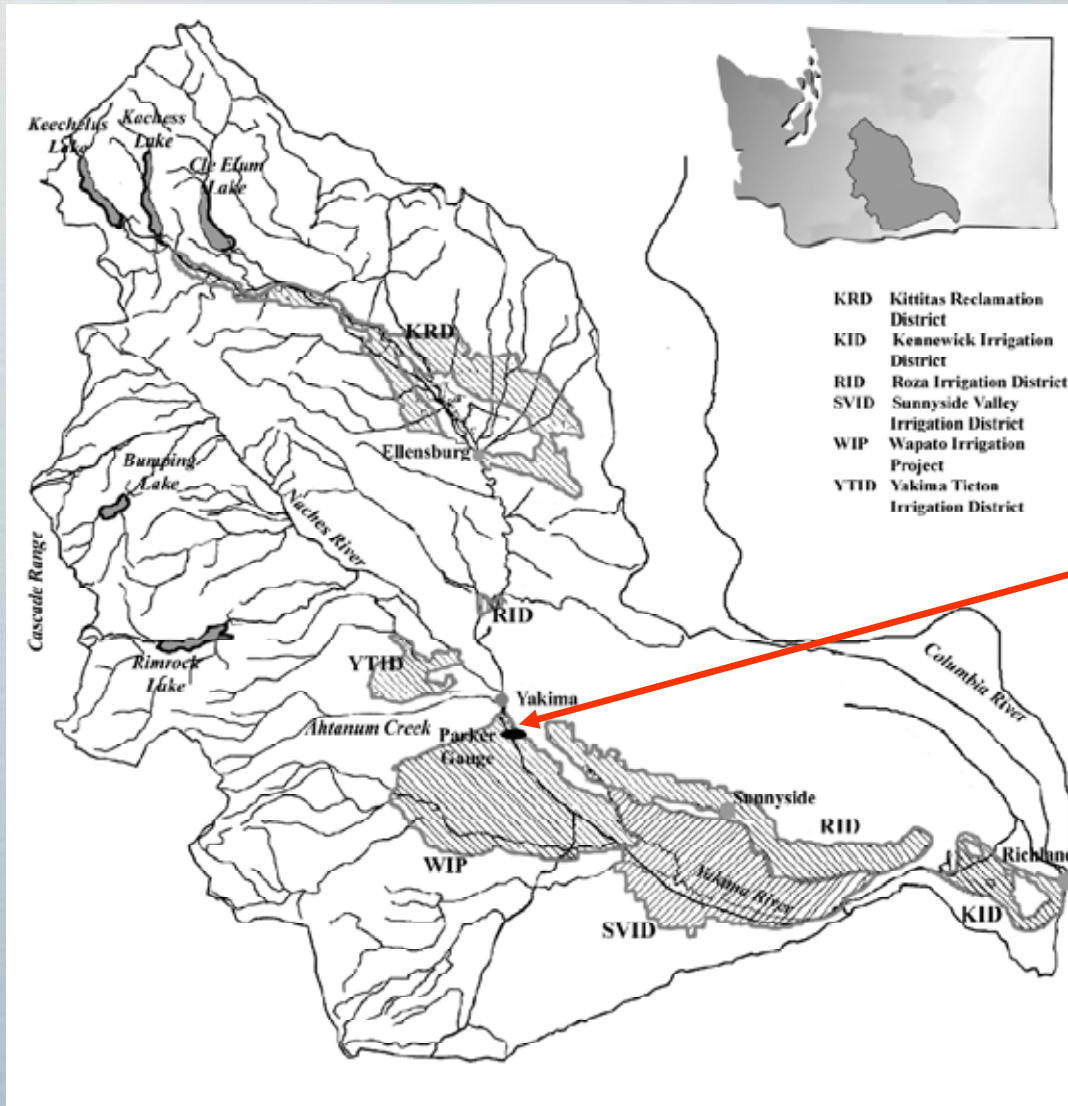 Keechelus
Lake
Kachess
Lake
Cle Elum
Lake
KRD Kittitas Reclamation
District
KID Kennewick Irrigation
District
RID Roza Irrigation District
SVID Sunnyside Valley
Irrigation District
WIP Wapato Irrigation
Project
YTID Yakima Tieton
Irrigation District
KRD
Ellensburg
Bumping
Lake
Naches River
Cascade Range
RID
YTID
Rimrock
Lake
Yakima
Columbia River
Ahtanum Creek
Parker
Gauge
Sunnyside
RID
WIP
Richland
Yakima River
KID
SVID